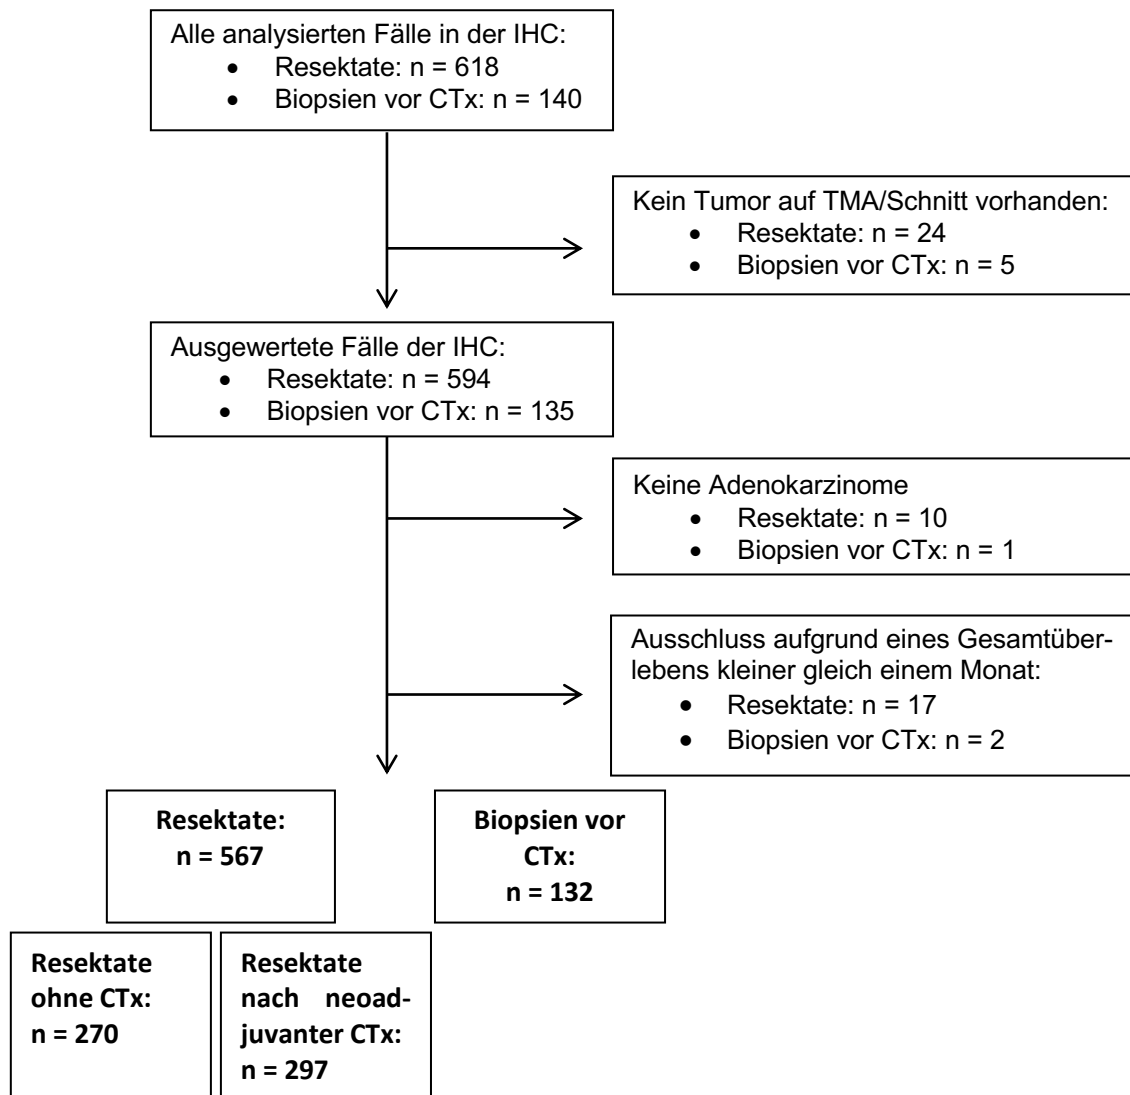 Alle analysierten Fälle in der IHC:
• Resektate: n = 618
• Biopsien vor CTx: n = 140
Kein Tumor auf TMA/Schnitt vorhanden:
• Resektate: n = 24
• Biopsien vor CTx: n = 5
Ausgewertete Fälle der IHC:
• Resektate: n = 594
• Biopsien vor CTx: n = 135
Keine Adenokarzinome
• Resektate: n = 10
• Biopsien vor CTx: n = 1
Ausschluss aufgrund eines Gesamtüber-
lebens kleiner gleich einem Monat:
• Resektate: n = 17
• Biopsien vor CTx: n = 2
Resektate:
n = 567
Biopsien vor
CTx:
n = 132
Resektate
ohne CTx:
n = 270
Resektate
nach neoad-
juvanter CTx:
n = 297